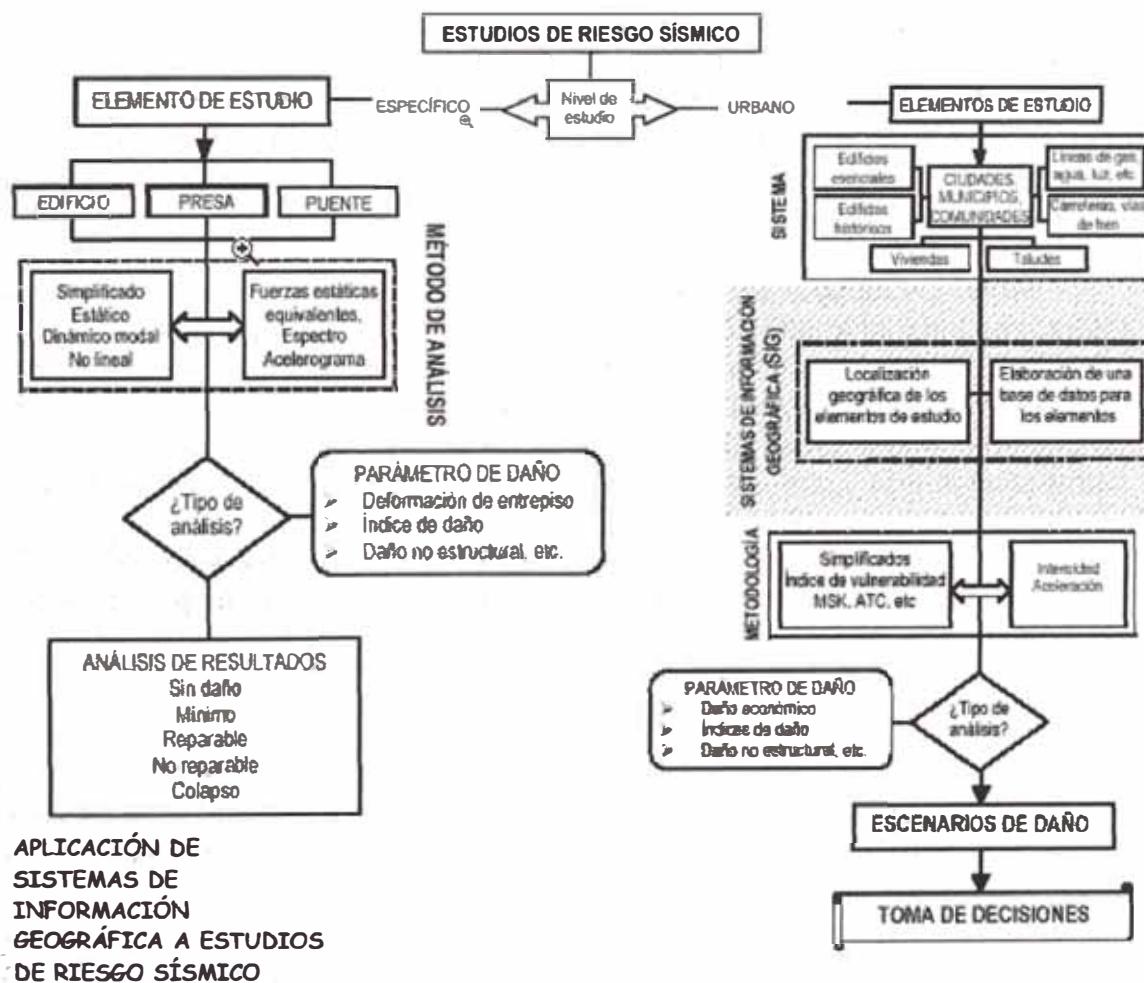 ESTUDIOS DE RIESGO SÍSMICO
Nivel de
estudio
ESPECÍFICO
URBANO
ELEMENTO DE ESTUDIO
EDIFICIO
PRESA
PUENTE
MÉTODO DE ANÁLISIS
Simplificado
Estático
Dinámico modal
No lineal
Fuerzas estáticas
equivalentes,
Espectro
Acelerograma
¿Tipo de
análisis?
PARÁMETRO DE DAÑO
➢ Deformación de entrepiso
➢ Índice de daño
➢ Daño no estructural, etc.
ANÁLISIS DE RESULTADOS
Sin daño
Mínimo
Reparable
No reparable
Colapso
APLICACIÓN DE
SISTEMAS DE
INFORMACIÓN
GEOGRÁFICA A ESTUDIOS
DE RIESGO SÍSMICO
ELEMENTOS DE ESTUDIO
SISTEMA
Edificios
esenciales
Edificios
históricos
CIUDADES,
MUNICIPIOS,
COMUNIDADES
Líneas de gas,
agua, luz, etc.
Carreteras, vías
de tren
Viviendas
Taludes
SISTEMAS DE INFORMACIÓN
GEOGRÁFICA (SIG)
Localización
geográfica de los
elementos de estudio
Elaboración de una
base de datos para
los elementos
METODOLOGÍA
Simplificados
Índice de vulnerabilidad
MSK, ATC, etc
Intensidad
Aceleración
PARÁMETRO DE DAÑO
➢ Daño económico
➢ Índices de daño
➢ Daño no estructural, etc.
¿Tipo de
análisis?
ESCENARIOS DE DAÑO
TOMA DE DECISIONES